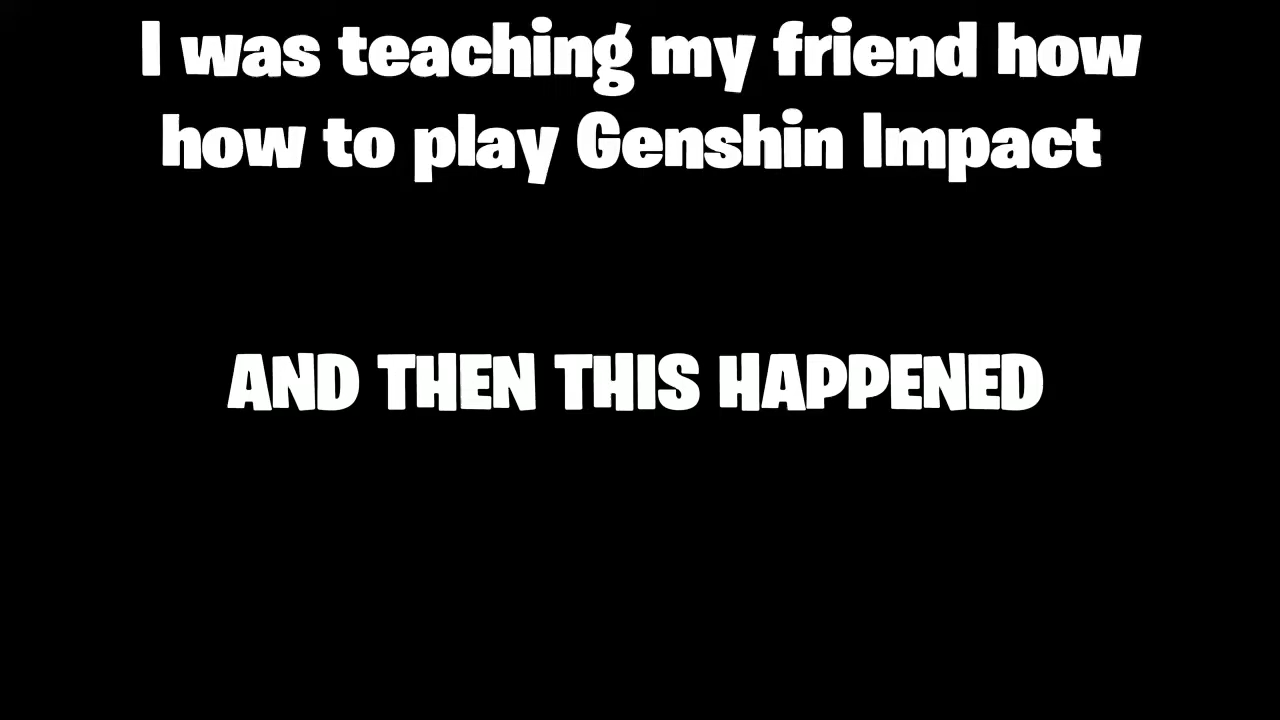 I was teaching my friend how
how to play Genshin Impact
AND THEN THIS HAPPENED